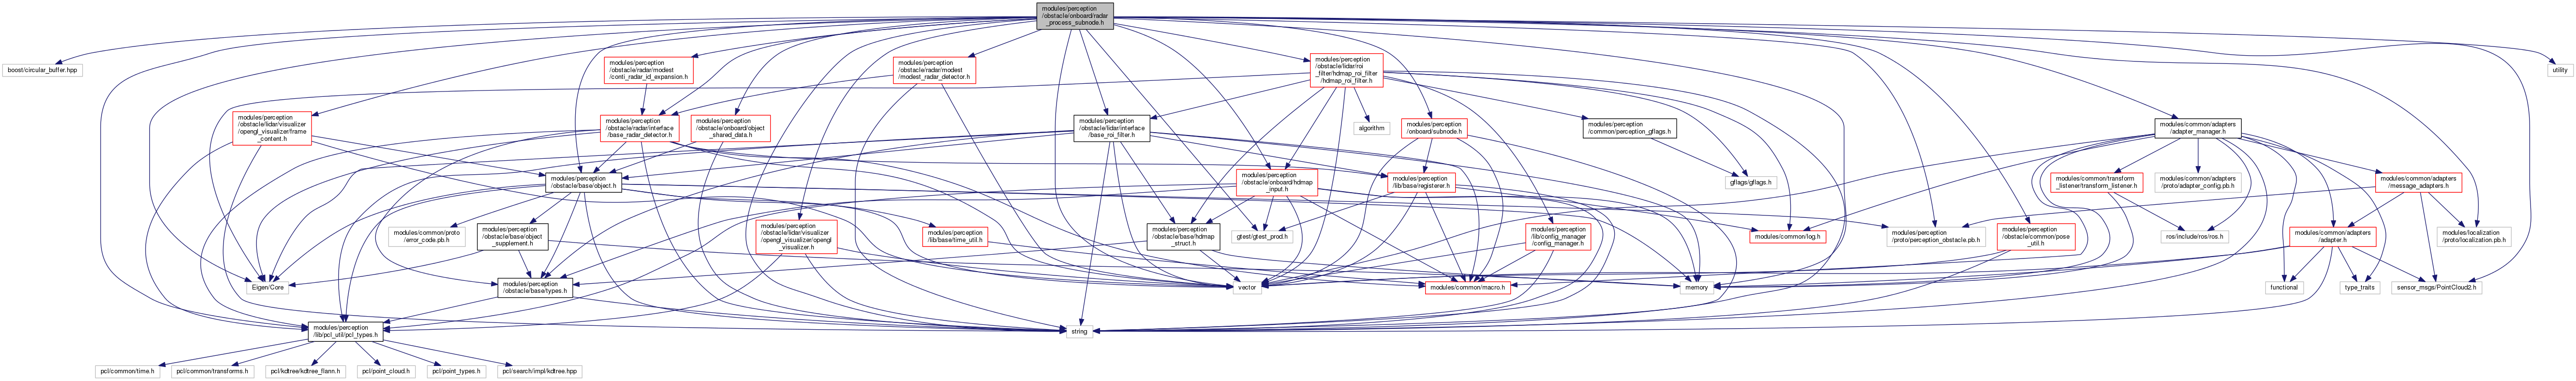 modules/perception
/obstacle/onboard/radar
_process_subnode.h
boost/circular_buffer.hpp
modules/perception
/obstacle/radar/modest
/conti_radar_id_expansion.h
modules/perception
/obstacle/radar/modest
/modest_radar_detector.h
modules/perception
/obstacle/lidar/roi
_filter/hdmap_roi_filter
/hdmap_roi_filter.h
utility
modules/perception
/obstacle/lidar/visualizer
/opengl_visualizer/frame
_content.h
modules/perception
/obstacle/radar/interface
/base_radar_detector.h
modules/perception
/obstacle/onboard/object
_shared_data.h
modules/perception
/obstacle/lidar/interface
/base_roi_filter.h
algorithm
modules/perception
/onboard/subnode.h
modules/perception
/common/perception_gflags.h
modules/common/adapters
/adapter_manager.h
modules/perception
/obstacle/base/object.h
modules/perception
/obstacle/onboard/hdmap
_input.h
modules/perception
/lib/base/registerer.h
gflags/gflags.h
modules/common/transform
_listener/transform_listener.h
modules/common/adapters
/proto/adapter_config.pb.h
modules/common/adapters
/message_adapters.h
modules/common/proto
/error_code.pb.h
modules/perception
/obstacle/base/object
_supplement.h
modules/perception
/obstacle/lidar/visualizer
/opengl_visualizer/opengl
_visualizer.h
modules/perception
/lib/base/time_util.h
modules/perception
/obstacle/base/hdmap
_struct.h
gtest/gtest_prod.h
modules/perception
/lib/config_manager
/config_manager.h
modules/common/log.h
modules/perception
/proto/perception_obstacle.pb.h
modules/perception
/obstacle/common/pose
_util.h
ros/include/ros/ros.h
modules/common/adapters
/adapter.h
modules/localization
/proto/localization.pb.h
Eigen/Core
modules/perception
/obstacle/base/types.h
vector
modules/common/macro.h
memory
functional
type_traits
sensor_msgs/PointCloud2.h
modules/perception
/lib/pcl_util/pcl_types.h
string
pcl/common/time.h
pcl/common/transforms.h
pcl/kdtree/kdtree_flann.h
pcl/point_cloud.h
pcl/point_types.h
pcl/search/impl/kdtree.hpp